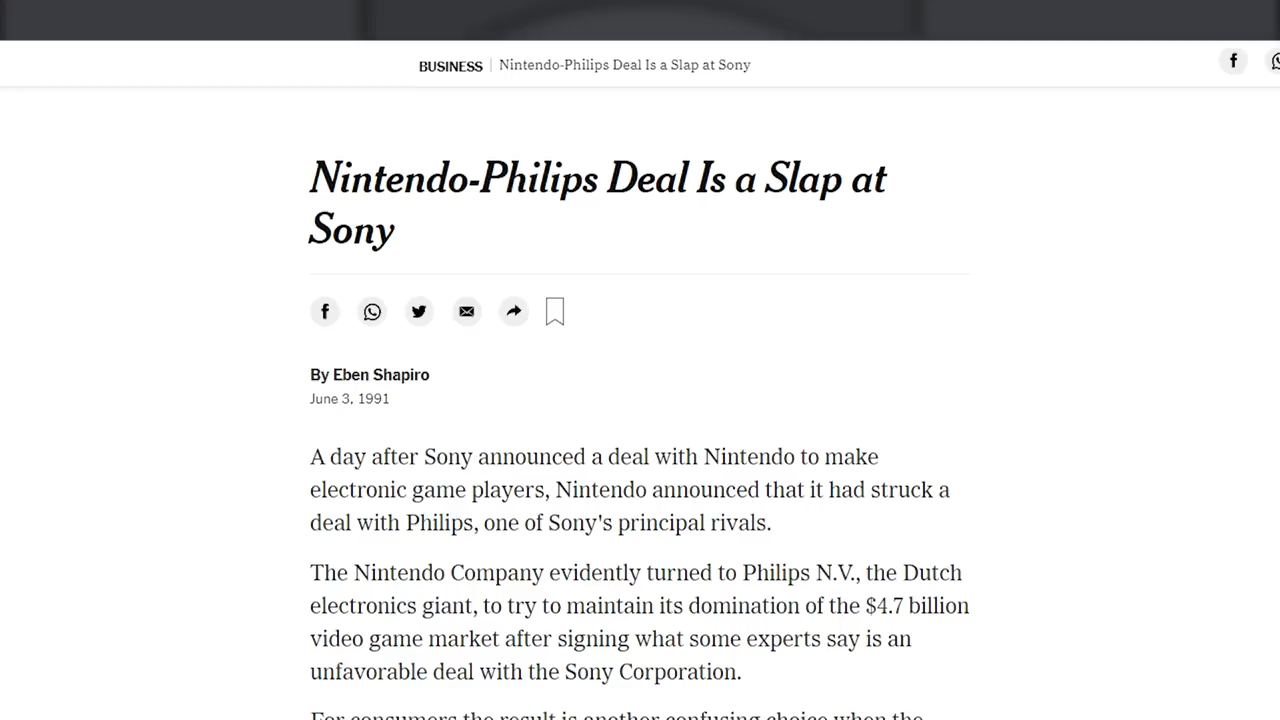 BUSINESS Nintendo-Philips Deal Is a Slap at Sony
Nintendo-Philips Deal Is a Slap at
Sony
By Eben Shapiro
June 3, 1991
A day after Sony announced a deal with Nintendo to make
electronic game players, Nintendo announced that it had struck a
deal with Philips, one of Sony's principal rivals.
The Nintendo Company evidently turned to Philips N.V., the Dutch
electronics giant, to try to maintain its domination of the $4.7 billion
video game market after signing what some experts say is an
unfavorable deal with the Sony Corporation.
For consumers the result is another confusing choice when the